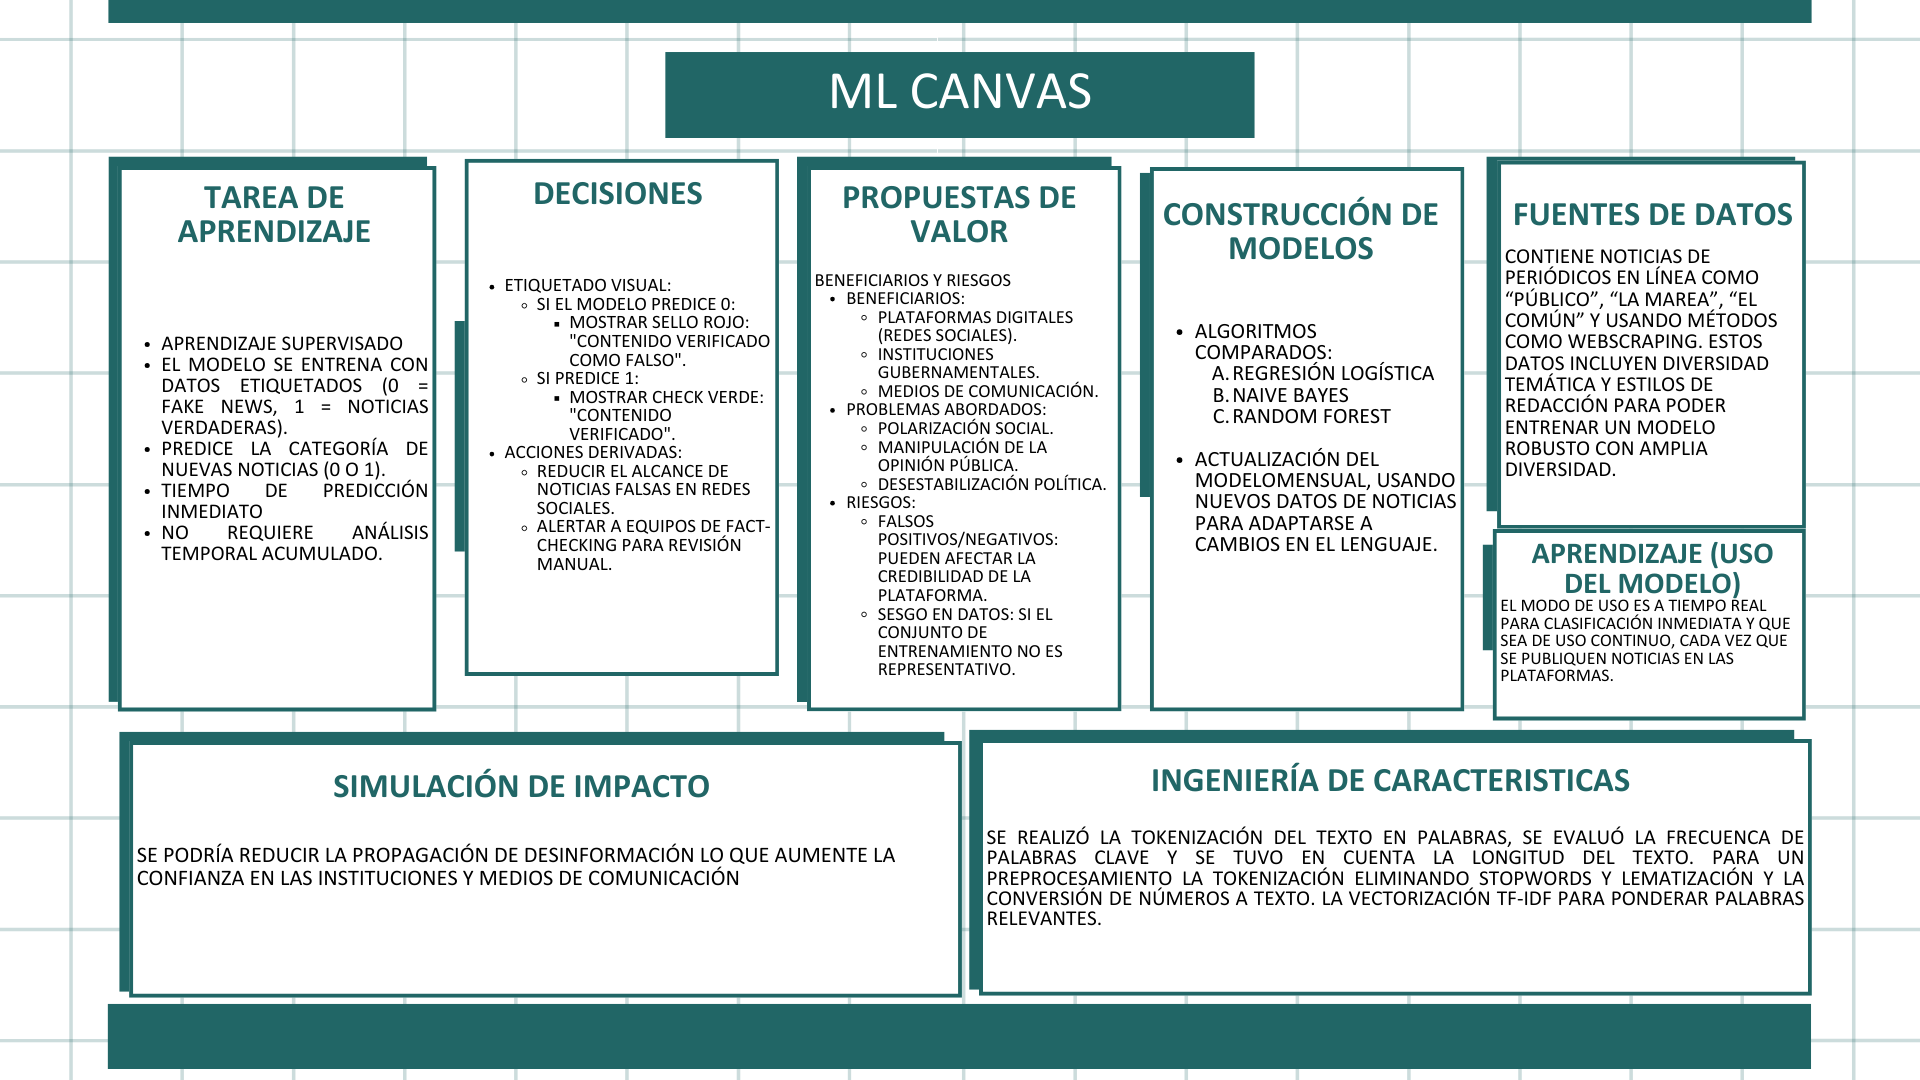 ML CANVAS
TAREA DE
APRENDIZAJE
• APRENDIZAJE SUPERVISADO
• EL MODELO SE ENTRENA CON
DATOS ETIQUETADOS (0 =
FAKE NEWS, 1 = NOTICIAS
VERDADERAS).
• PREDICE LA CATEGORÍA DE
NUEVAS NOTICIAS (0 O 1).
• TIEMPO DE PREDICCIÓN
INMEDIATO
• NO REQUIERE ANÁLISIS
TEMPORAL ACUMULADO.
DECISIONES
• ETIQUETADO VISUAL:
◦ SI EL MODELO PREDICE 0:
▪ MOSTRAR SELLO ROJO:
"CONTENIDO VERIFICADO
COMO FALSO".
◦ SI PREDICE 1:
▪ MOSTRAR CHECK VERDE:
"CONTENIDO
VERIFICADO".
• ACCIONES DERIVADAS:
◦ REDUCIR EL ALCANCE DE
NOTICIAS FALSAS EN REDES
SOCIALES.
◦ ALERTAR A EQUIPOS DE FACT-
CHECKING PARA REVISIÓN
MANUAL.
PROPUESTAS DE
VALOR
BENEFICIARIOS Y RIESGOS
• BENEFICIARIOS:
◦ PLATAFORMAS DIGITALES
(REDES SOCIALES).
◦ INSTITUCIONES
GUBERNAMENTALES.
◦ MEDIOS DE COMUNICACIÓN.
• PROBLEMAS ABORDADOS:
◦ POLARIZACIÓN SOCIAL.
◦ MANIPULACIÓN DE LA
OPINIÓN PÚBLICA.
◦ DESESTABILIZACIÓN POLÍTICA.
• RIESGOS:
◦ FALSOS
POSITIVOS/NEGATIVOS:
PUEDEN AFECTAR LA
CREDIBILIDAD DE LA
PLATAFORMA.
◦ SESGO EN DATOS: SI EL
CONJUNTO DE
ENTRENAMIENTO NO ES
REPRESENTATIVO.
CONSTRUCCIÓN DE
MODELOS
• ALGORITMOS
COMPARADOS:
A. REGRESIÓN LOGÍSTICA
B. NAIVE BAYES
C. RANDOM FOREST
• ACTUALIZACIÓN DEL
MODELOMENSUAL, USANDO
NUEVOS DATOS DE NOTICIAS
PARA ADAPTARSE A
CAMBIOS EN EL LENGUAJE.
FUENTES DE DATOS
CONTIENE NOTICIAS DE
PERIÓDICOS EN LÍNEA COMO
“PÚBLICO”, “LA MAREA”, “EL
COMÚN” Y USANDO MÉTODOS
COMO WEBSCRAPING. ESTOS
DATOS INCLUYEN DIVERSIDAD
TEMÁTICA Y ESTILOS DE
REDACCIÓN PARA PODER
ENTRENAR UN MODELO
ROBUSTO CON AMPLIA
DIVERSIDAD.
APRENDIZAJE (USO
DEL MODELO)
EL MODO DE USO ES A TIEMPO REAL
PARA CLASIFICACIÓN INMEDIATA Y QUE
SEA DE USO CONTINUO, CADA VEZ QUE
SE PUBLIQUEN NOTICIAS EN LAS
PLATAFORMAS.
SIMULACIÓN DE IMPACTO
SE PODRÍA REDUCIR LA PROPAGACIÓN DE DESINFORMACIÓN LO QUE AUMENTE LA
CONFIANZA EN LAS INSTITUCIONES Y MEDIOS DE COMUNICACIÓN
INGENIERÍA DE CARACTERISTICAS
SE REALIZÓ LA TOKENIZACIÓN DEL TEXTO EN PALABRAS, SE EVALUÓ LA FRECUENCA DE
PALABRAS CLAVE Y SE TUVO EN CUENTA LA LONGITUD DEL TEXTO. PARA UN
PREPROCESAMIENTO LA TOKENIZACIÓN ELIMINANDO STOPWORDS Y LEMATIZACIÓN Y LA
CONVERSIÓN DE NÚMEROS A TEXTO. LA VECTORIZACIÓN TF-IDF PARA PONDERAR PALABRAS
RELEVANTES.